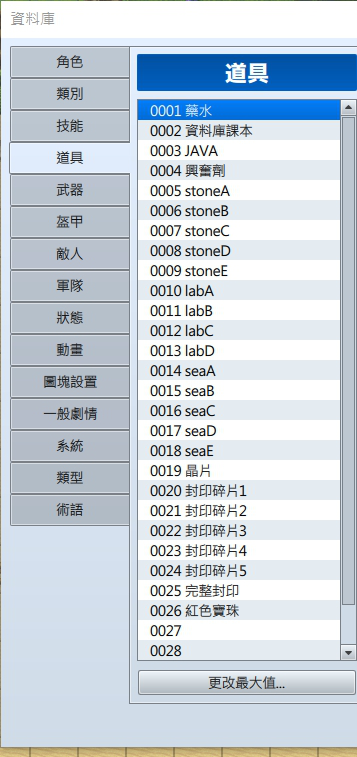 資料庫
角色
類別
技能
道具
武器
盔甲
敵人
軍隊
狀態
動畫
圖塊設置
一般劇情
系統
類型
術語
道具
0001 藥水
0002 資料庫課本
0003 JAVA
0004 興奮劑
0005 stoneA
0006 stoneB
0007 stoneC
0008 stoneD
0009 stoneE
0010 labA
0011 labB
0012 labC
0013 labD
0014 seaA
0015 seaB
0016 seaC
0017 seaD
0018 seaE
0019 晶片
0020 封印碎片1
0021 封印碎片2
0022 封印碎片3
0023 封印碎片4
0024 封印碎片5
0025 完整封印
0026 紅色寶珠
0027
0028
更改最大值...